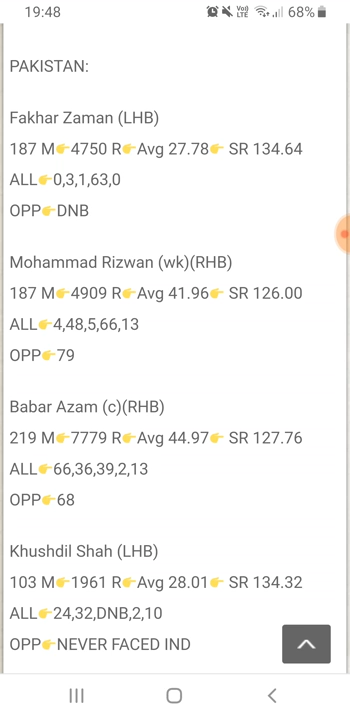 19:48 Vo)) LTE 68%
PAKISTAN:
Fakhar Zaman (LHB)
187 M👉4750 R👉Avg 27.78👉 SR 134.64
ALL👉0,3,1,63,0
OPP👉DNB
Mohammad Rizwan (wk)(RHB)
187 M👉4909 R👉Avg 41.96👉 SR 126.00
ALL👉4,48,5,66,13
OPP👉79
Babar Azam (c)(RHB)
219 M👉7779 R👉Avg 44.97👉 SR 127.76
ALL👉66,36,39,2,13
OPP👉68
Khushdil Shah (LHB)
103 M👉1961 R👉Avg 28.01👉 SR 134.32
ALL👉24,32,DNB,2,10
OPP👉NEVER FACED IND